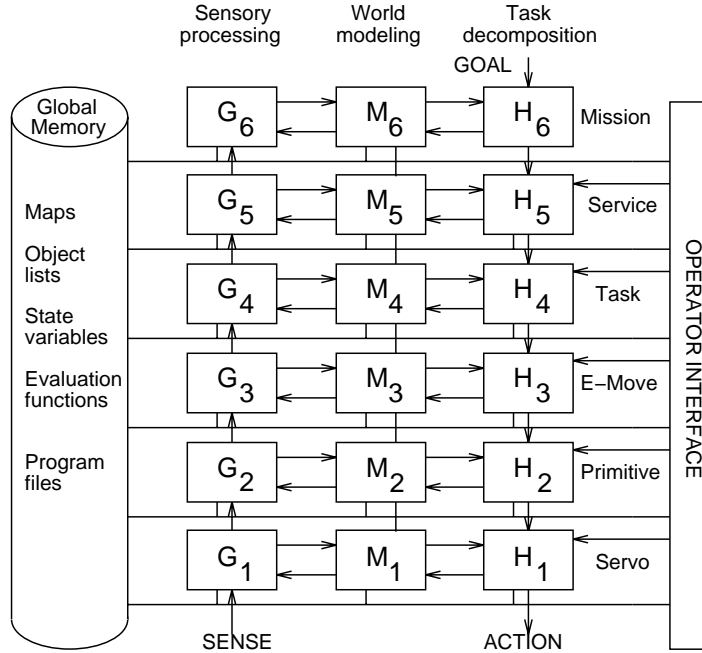 Sensory processing
World modeling
Task decomposition
GOAL
Global Memory
G6
M6
H6
Mission
Maps
G5
M5
H5
Service
Object lists
G4
M4
H4
Task
State variables
Evaluation functions
G3
M3
H3
E-Move
Program files
G2
M2
H2
Primitive
G1
M1
H1
Servo
SENSE
ACTION
OPERATOR INTERFACE